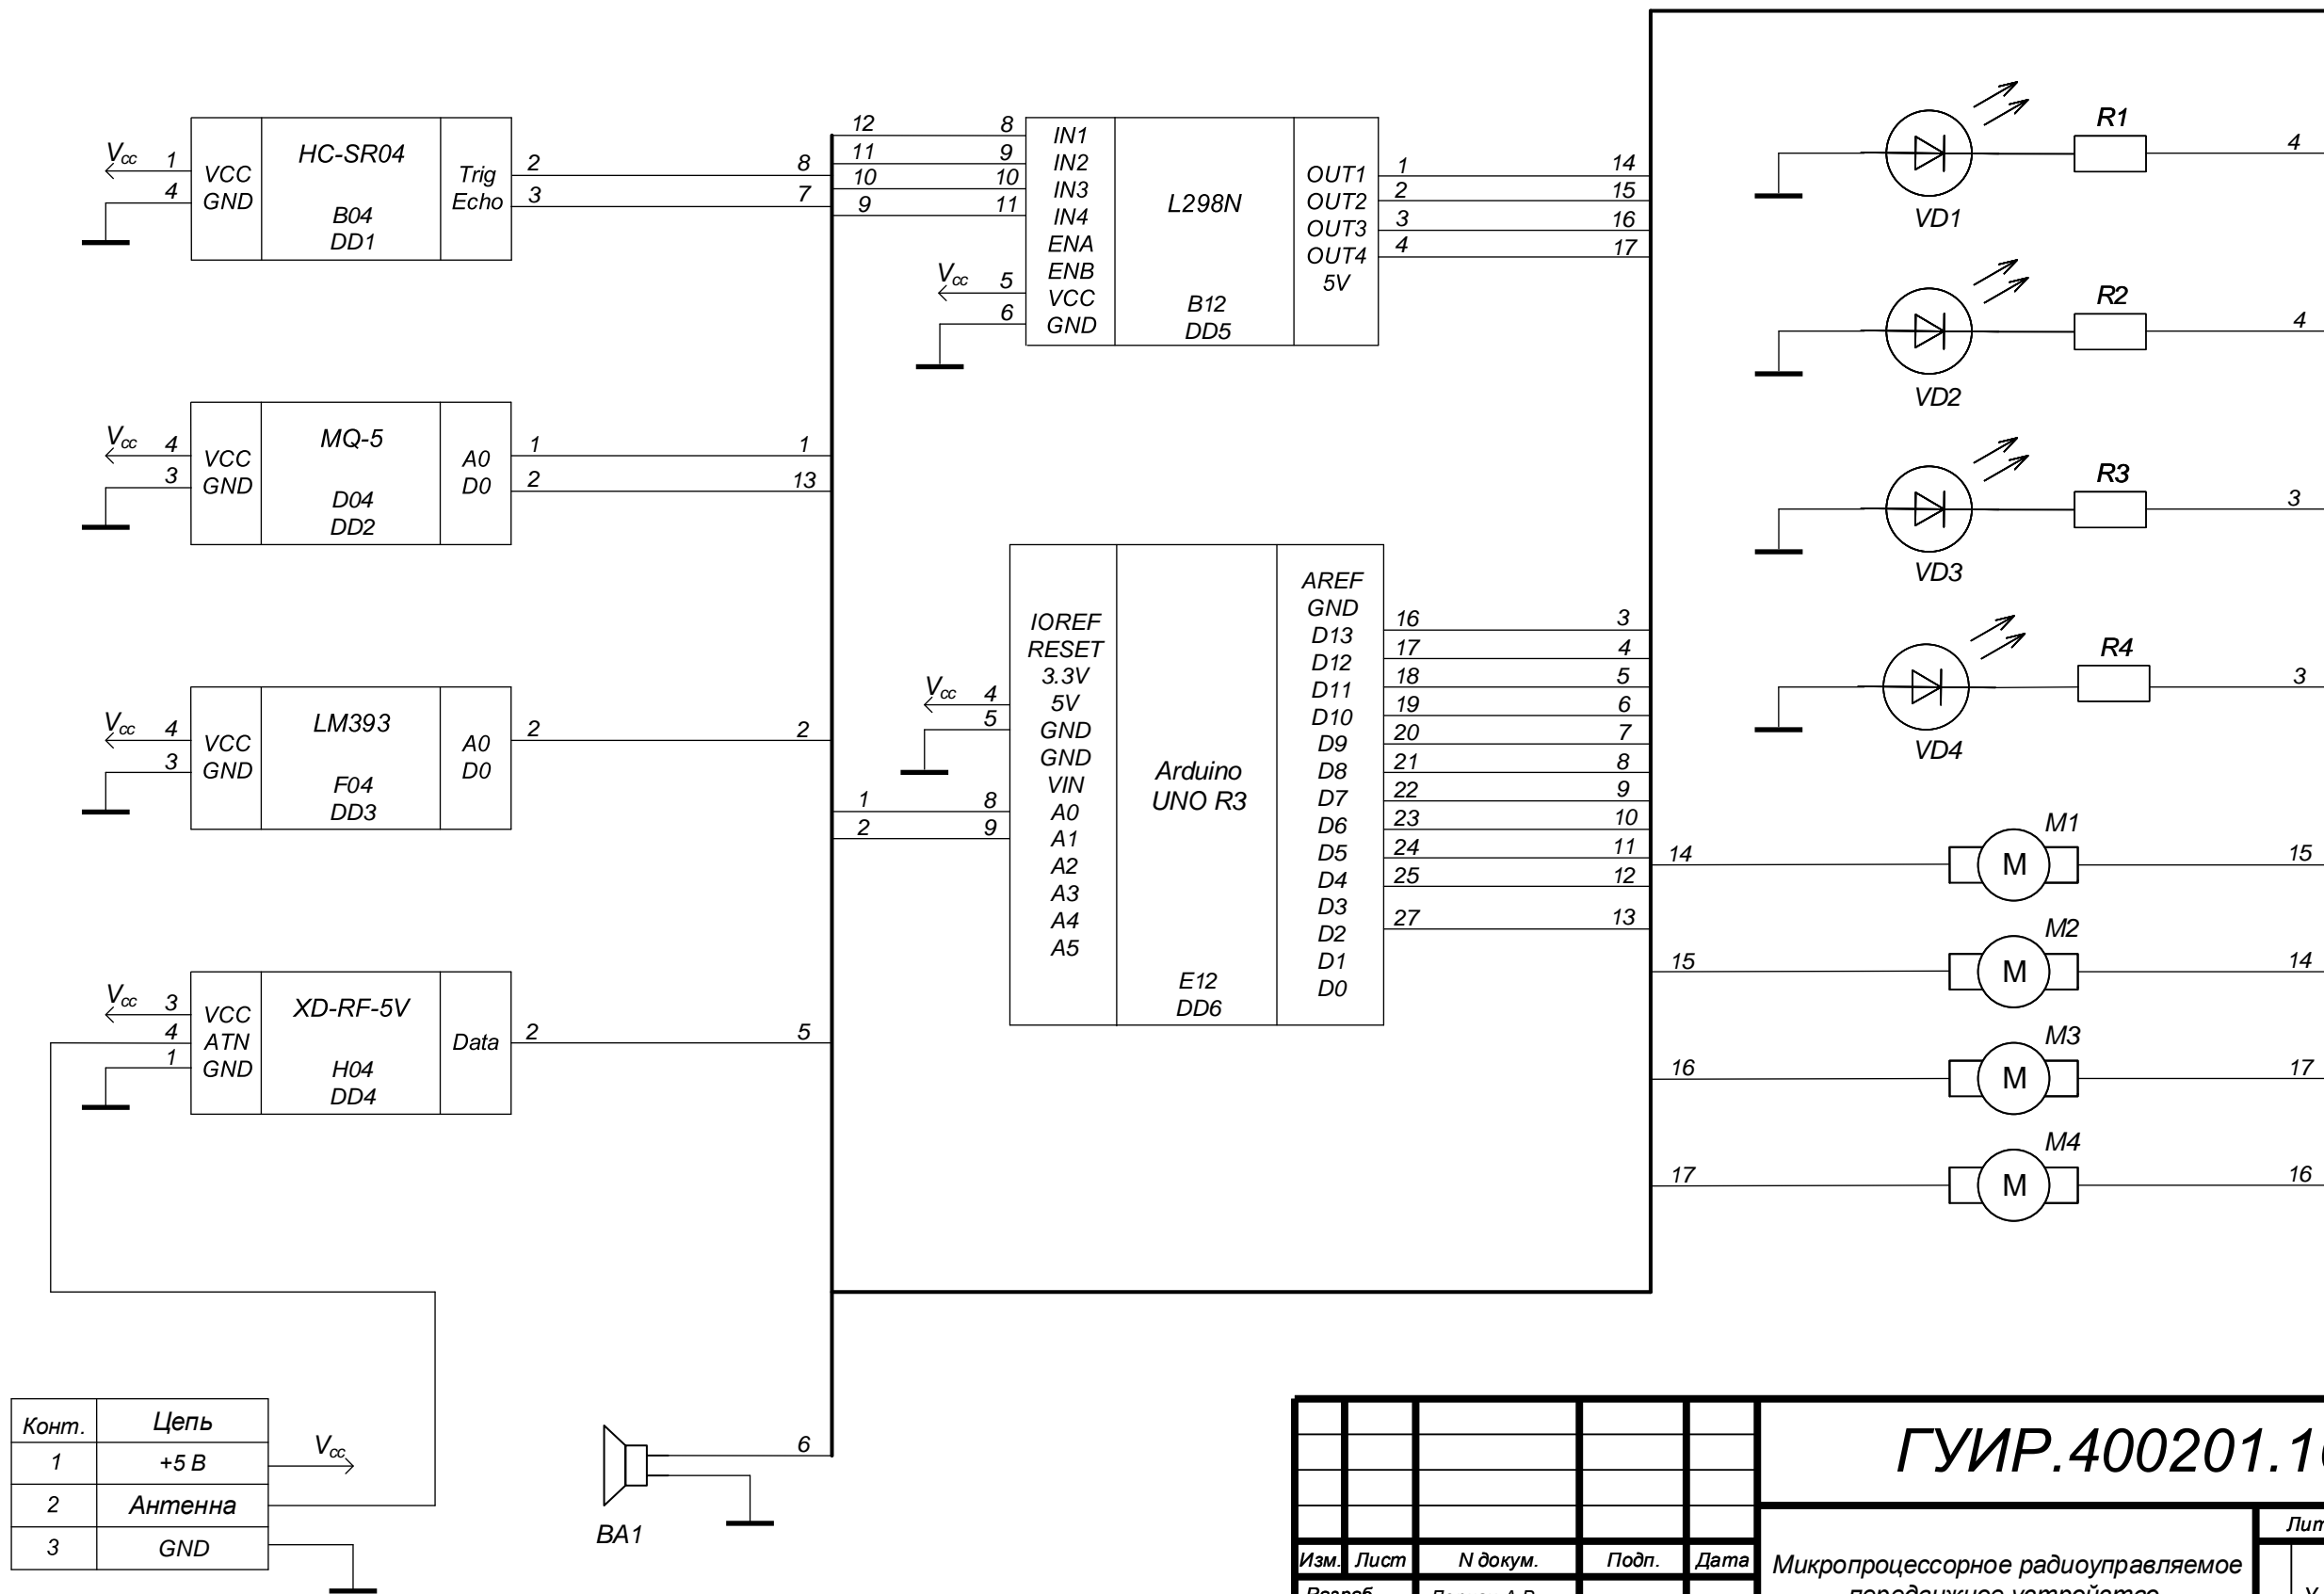 HC-SR04
Vcc 1 VCC
4 GND
Trig 2 8
Echo 3 7
B04
DD1
MQ-5
Vcc 4 VCC
3 GND
A0 1 1
D0 2 13
D04
DD2
LM393
Vcc 4 VCC
3 GND
A0 2 2
D0
F04
DD3
XD-RF-5V
Vcc 3 VCC
4 ATN
1 GND
Data 2 5
H04
DD4
Конт. Цепь
1 +5 В Vcc
2 Антенна
3 GND
6
BA1
12 8 IN1
11 9 IN2
10 10 IN3
9 11 IN4
ENA
ENB
Vcc 5 VCC
6 GND
L298N
B12
DD5
OUT1 1 14
OUT2 2 15
OUT3 3 16
OUT4 4 17
5V
IOREF
RESET
3.3V
Vcc 4 5V
5 GND
GND
VIN
1 8 A0
2 9 A1
A2
A3
A4
A5
Arduino
UNO R3
E12
DD6
AREF
GND
16 D13 3
17 D12 4
18 D11 5
19 D10 6
20 D9 7
21 D8 8
22 D7 9
23 D6 10
24 D5 11
25 D4 12
D3
27 D2 13
D1
D0
R1 4
VD1
R2 4
VD2
R3 3
VD3
R4 3
VD4
M1
14 M 15
M2
15 M 14
M3
16 M 17
M4
17 M 16
ГУИР.400201.1
Изм. Лист N докум. Подп. Дата
Микропроцессорное радиоуправляемое